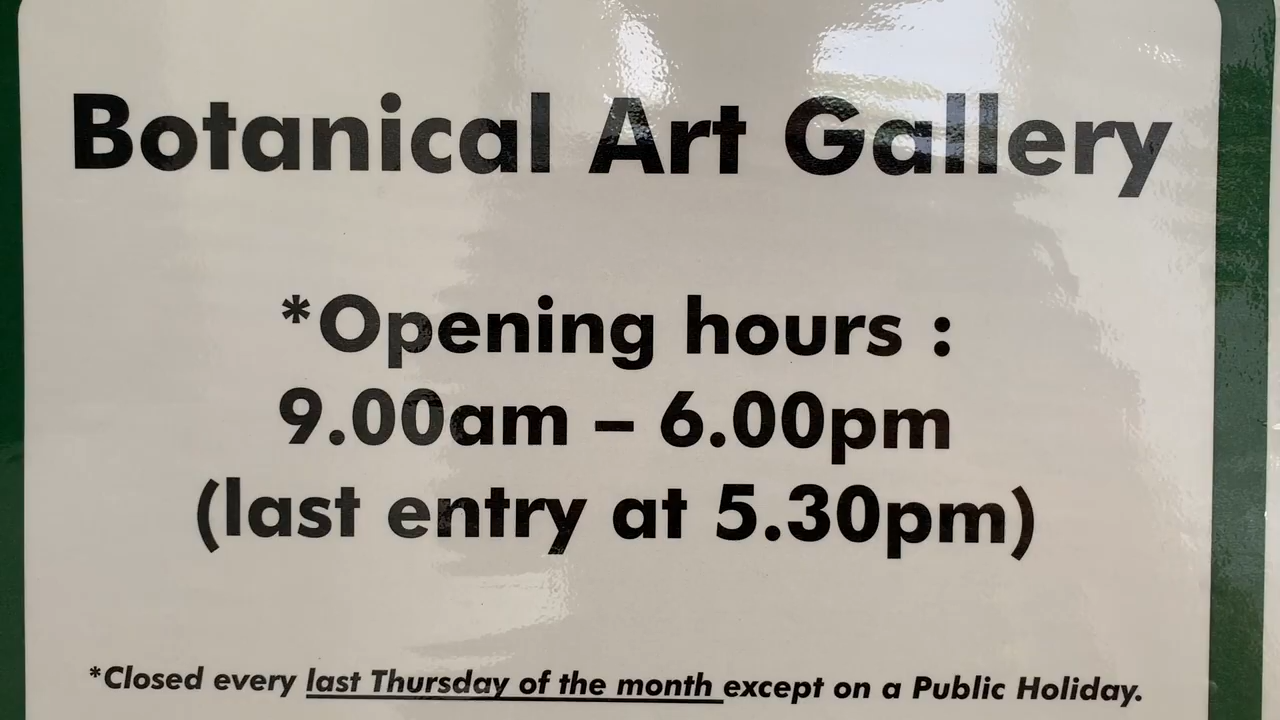 Botanical Art Gallery
*Opening hours :
9.00am – 6.00pm
(last entry at 5.30pm)
*Closed every last Thursday of the month except on a Public Holiday.